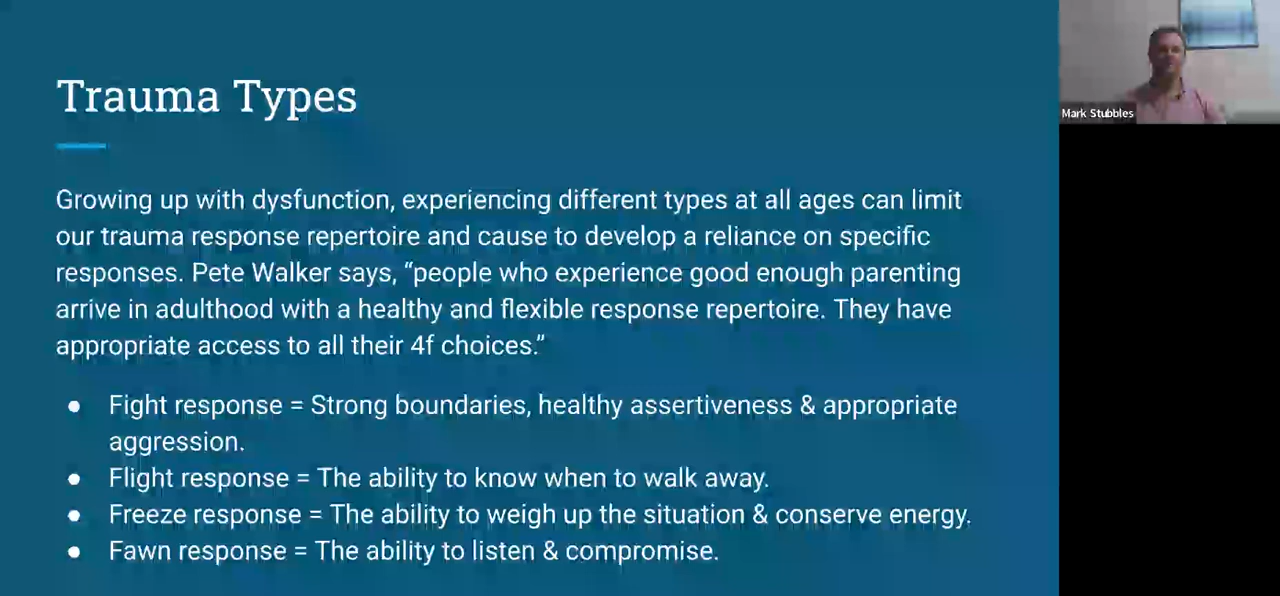 Trauma Types
Growing up with dysfunction, experiencing different types at all ages can limit
our trauma response repertoire and cause to develop a reliance on specific
responses. Pete Walker says, “people who experience good enough parenting
arrive in adulthood with a healthy and flexible response repertoire. They have
appropriate access to all their 4f choices.”
● Fight response = Strong boundaries, healthy assertiveness & appropriate
aggression.
● Flight response = The ability to know when to walk away.
● Freeze response = The ability to weigh up the situation & conserve energy.
● Fawn response = The ability to listen & compromise.
Mark Stubbles